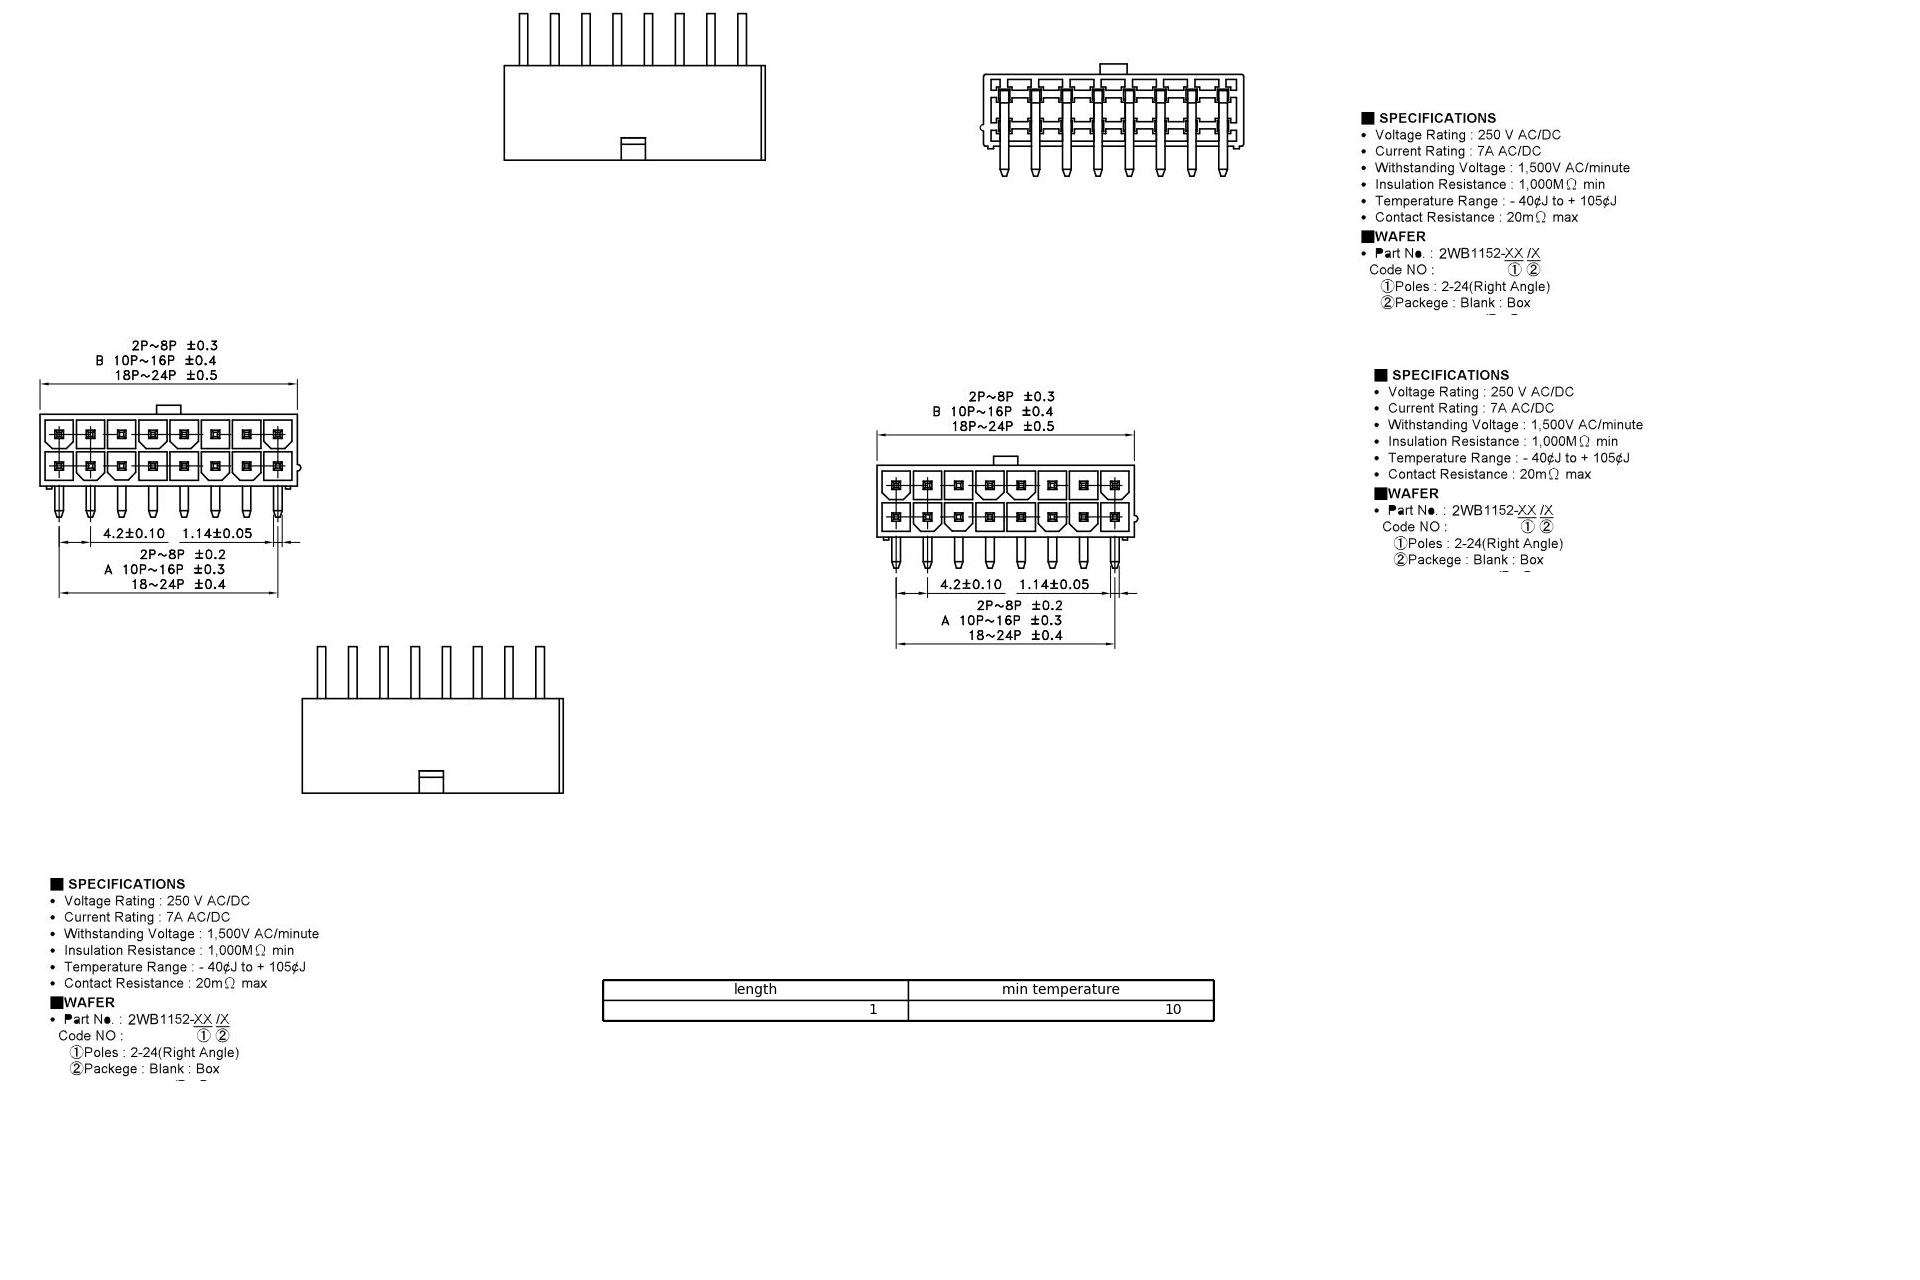 ■ SPECIFICATIONS
• Voltage Rating : 250 V AC/DC
• Current Rating : 7A AC/DC
• Withstanding Voltage : 1,500V AC/minute
• Insulation Resistance : 1,000MΩ min
• Temperature Range : - 40¢J to + 105¢J
• Contact Resistance : 20mΩ max
■WAFER
• Part No. : 2WB1152-XX /X
Code NO : ① ②
①Poles : 2-24(Right Angle)
②Packege : Blank : Box
2P~8P ±0.3
B 10P~16P ±0.4
18P~24P ±0.5
4.2±0.10 1.14±0.05
2P~8P ±0.2
A 10P~16P ±0.3
18~24P ±0.4
2P~8P ±0.3
B 10P~16P ±0.4
18P~24P ±0.5
4.2±0.10 1.14±0.05
2P~8P ±0.2
A 10P~16P ±0.3
18~24P ±0.4
■ SPECIFICATIONS
• Voltage Rating : 250 V AC/DC
• Current Rating : 7A AC/DC
• Withstanding Voltage : 1,500V AC/minute
• Insulation Resistance : 1,000MΩ min
• Temperature Range : - 40¢J to + 105¢J
• Contact Resistance : 20mΩ max
■WAFER
• Part No. : 2WB1152-XX /X
Code NO : ① ②
①Poles : 2-24(Right Angle)
②Packege : Blank : Box
■ SPECIFICATIONS
• Voltage Rating : 250 V AC/DC
• Current Rating : 7A AC/DC
• Withstanding Voltage : 1,500V AC/minute
• Insulation Resistance : 1,000MΩ min
• Temperature Range : - 40¢J to + 105¢J
• Contact Resistance : 20mΩ max
■WAFER
• Part No. : 2WB1152-XX /X
Code NO : ① ②
①Poles : 2-24(Right Angle)
②Packege : Blank : Box
length min temperature
1 10